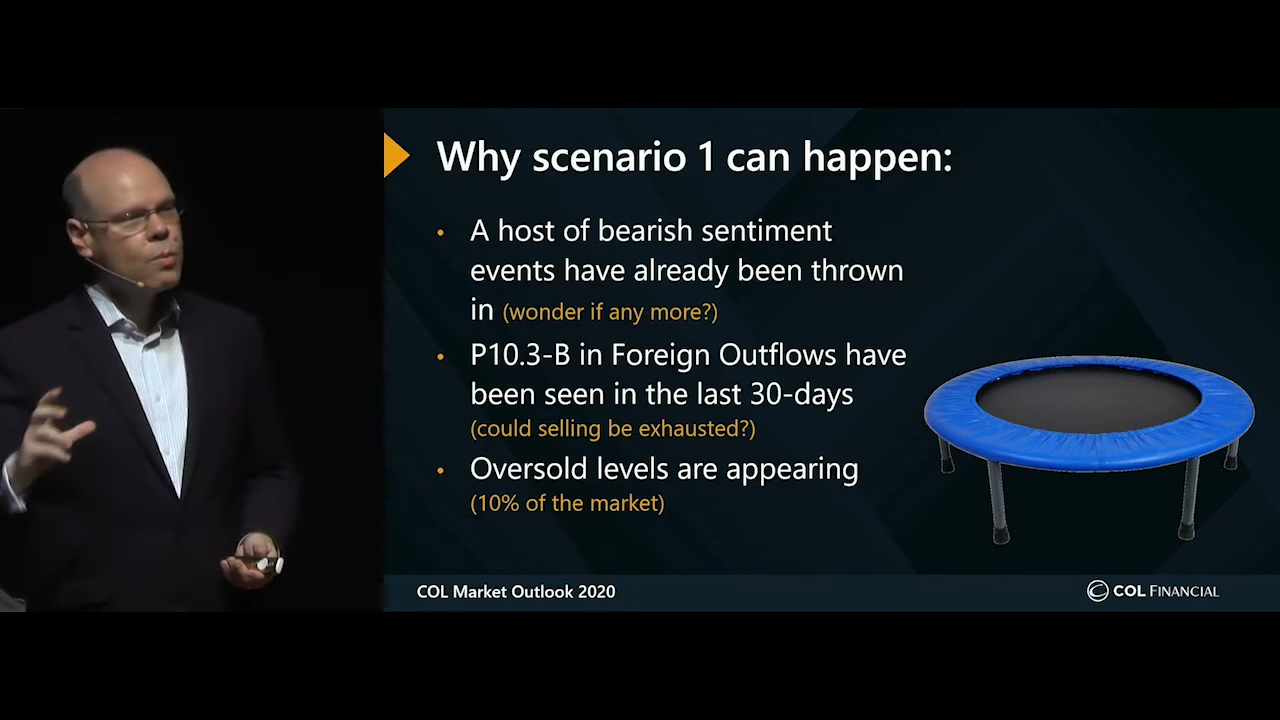 Why scenario 1 can happen:
• A host of bearish sentiment
events have already been thrown
in (wonder if any more?)
• P10.3-B in Foreign Outflows have
been seen in the last 30-days
(could selling be exhausted?)
• Oversold levels are appearing
(10% of the market)
COL Market Outlook 2020
COL FINANCIAL